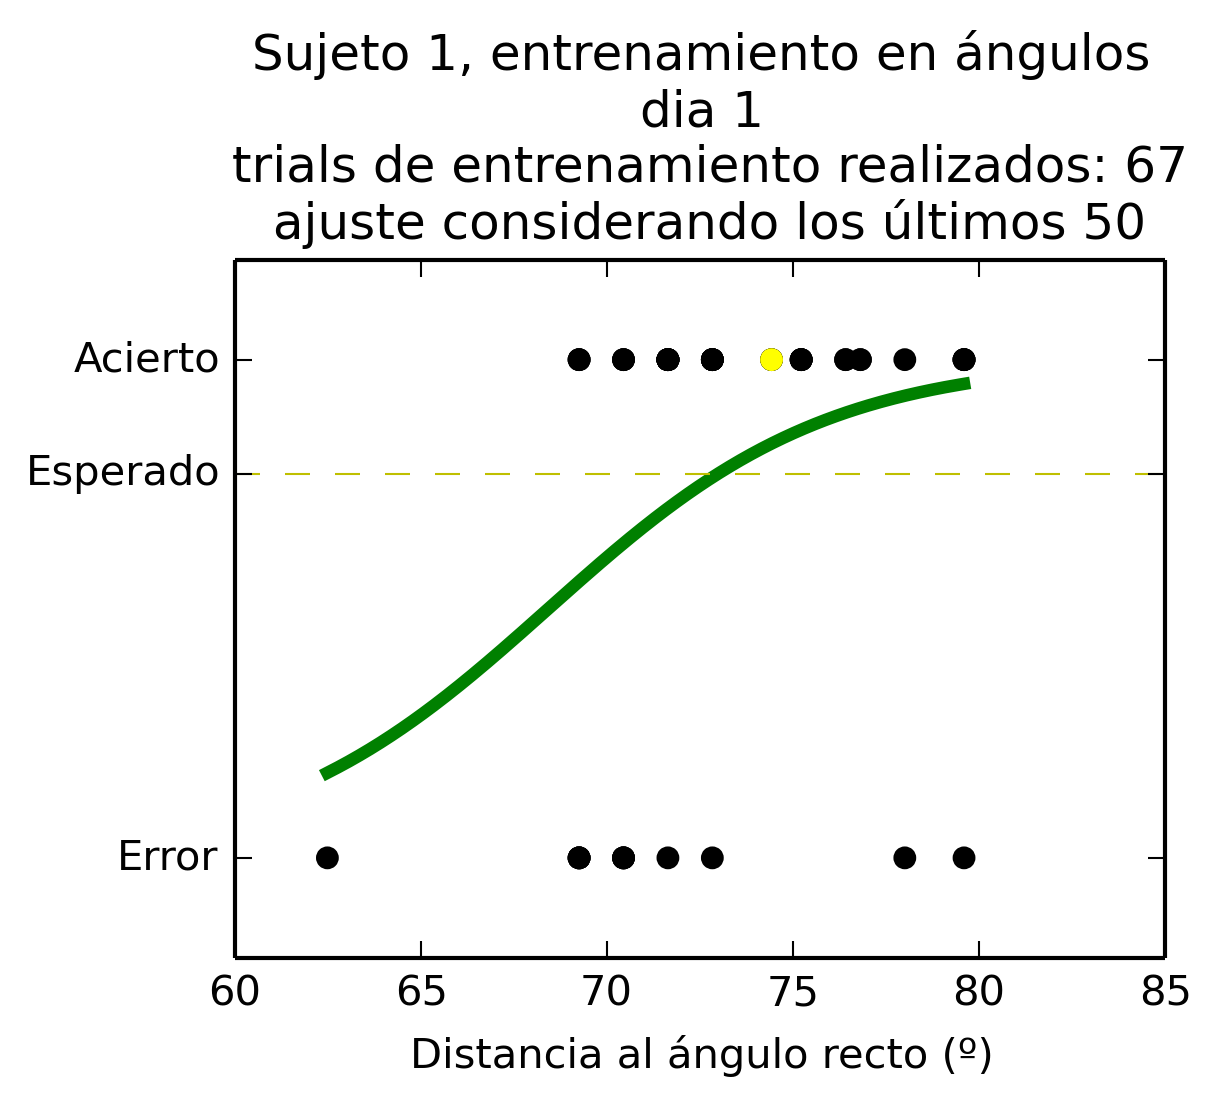 Sujeto 1, entrenamiento en ángulos
dia 1
trials de entrenamiento realizados: 67
ajuste considerando los últimos 50
Acierto
Esperado
Error
60 65 70 75 80 85
Distancia al ángulo recto (º)